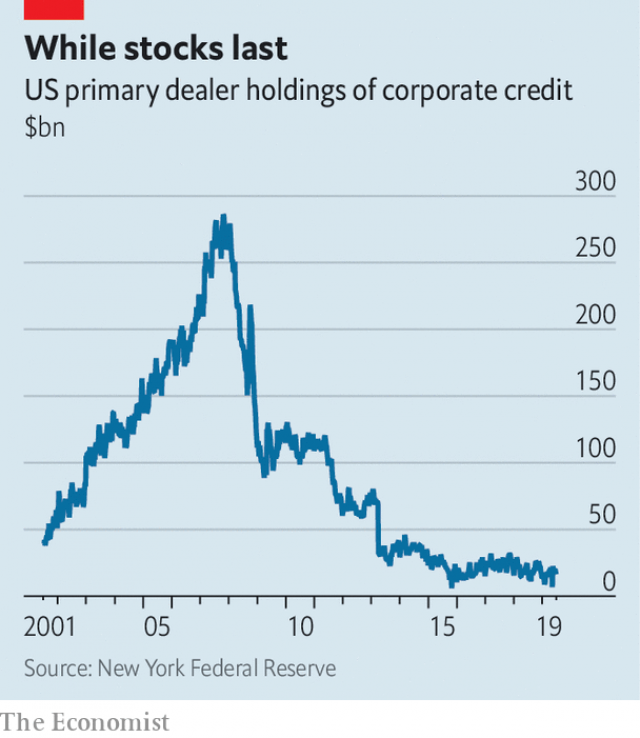 While stocks last
US primary dealer holdings of corporate credit
$bn
300
250
200
150
100
50
0
2001 05 10 15 19
Source: New York Federal Reserve
The Economist